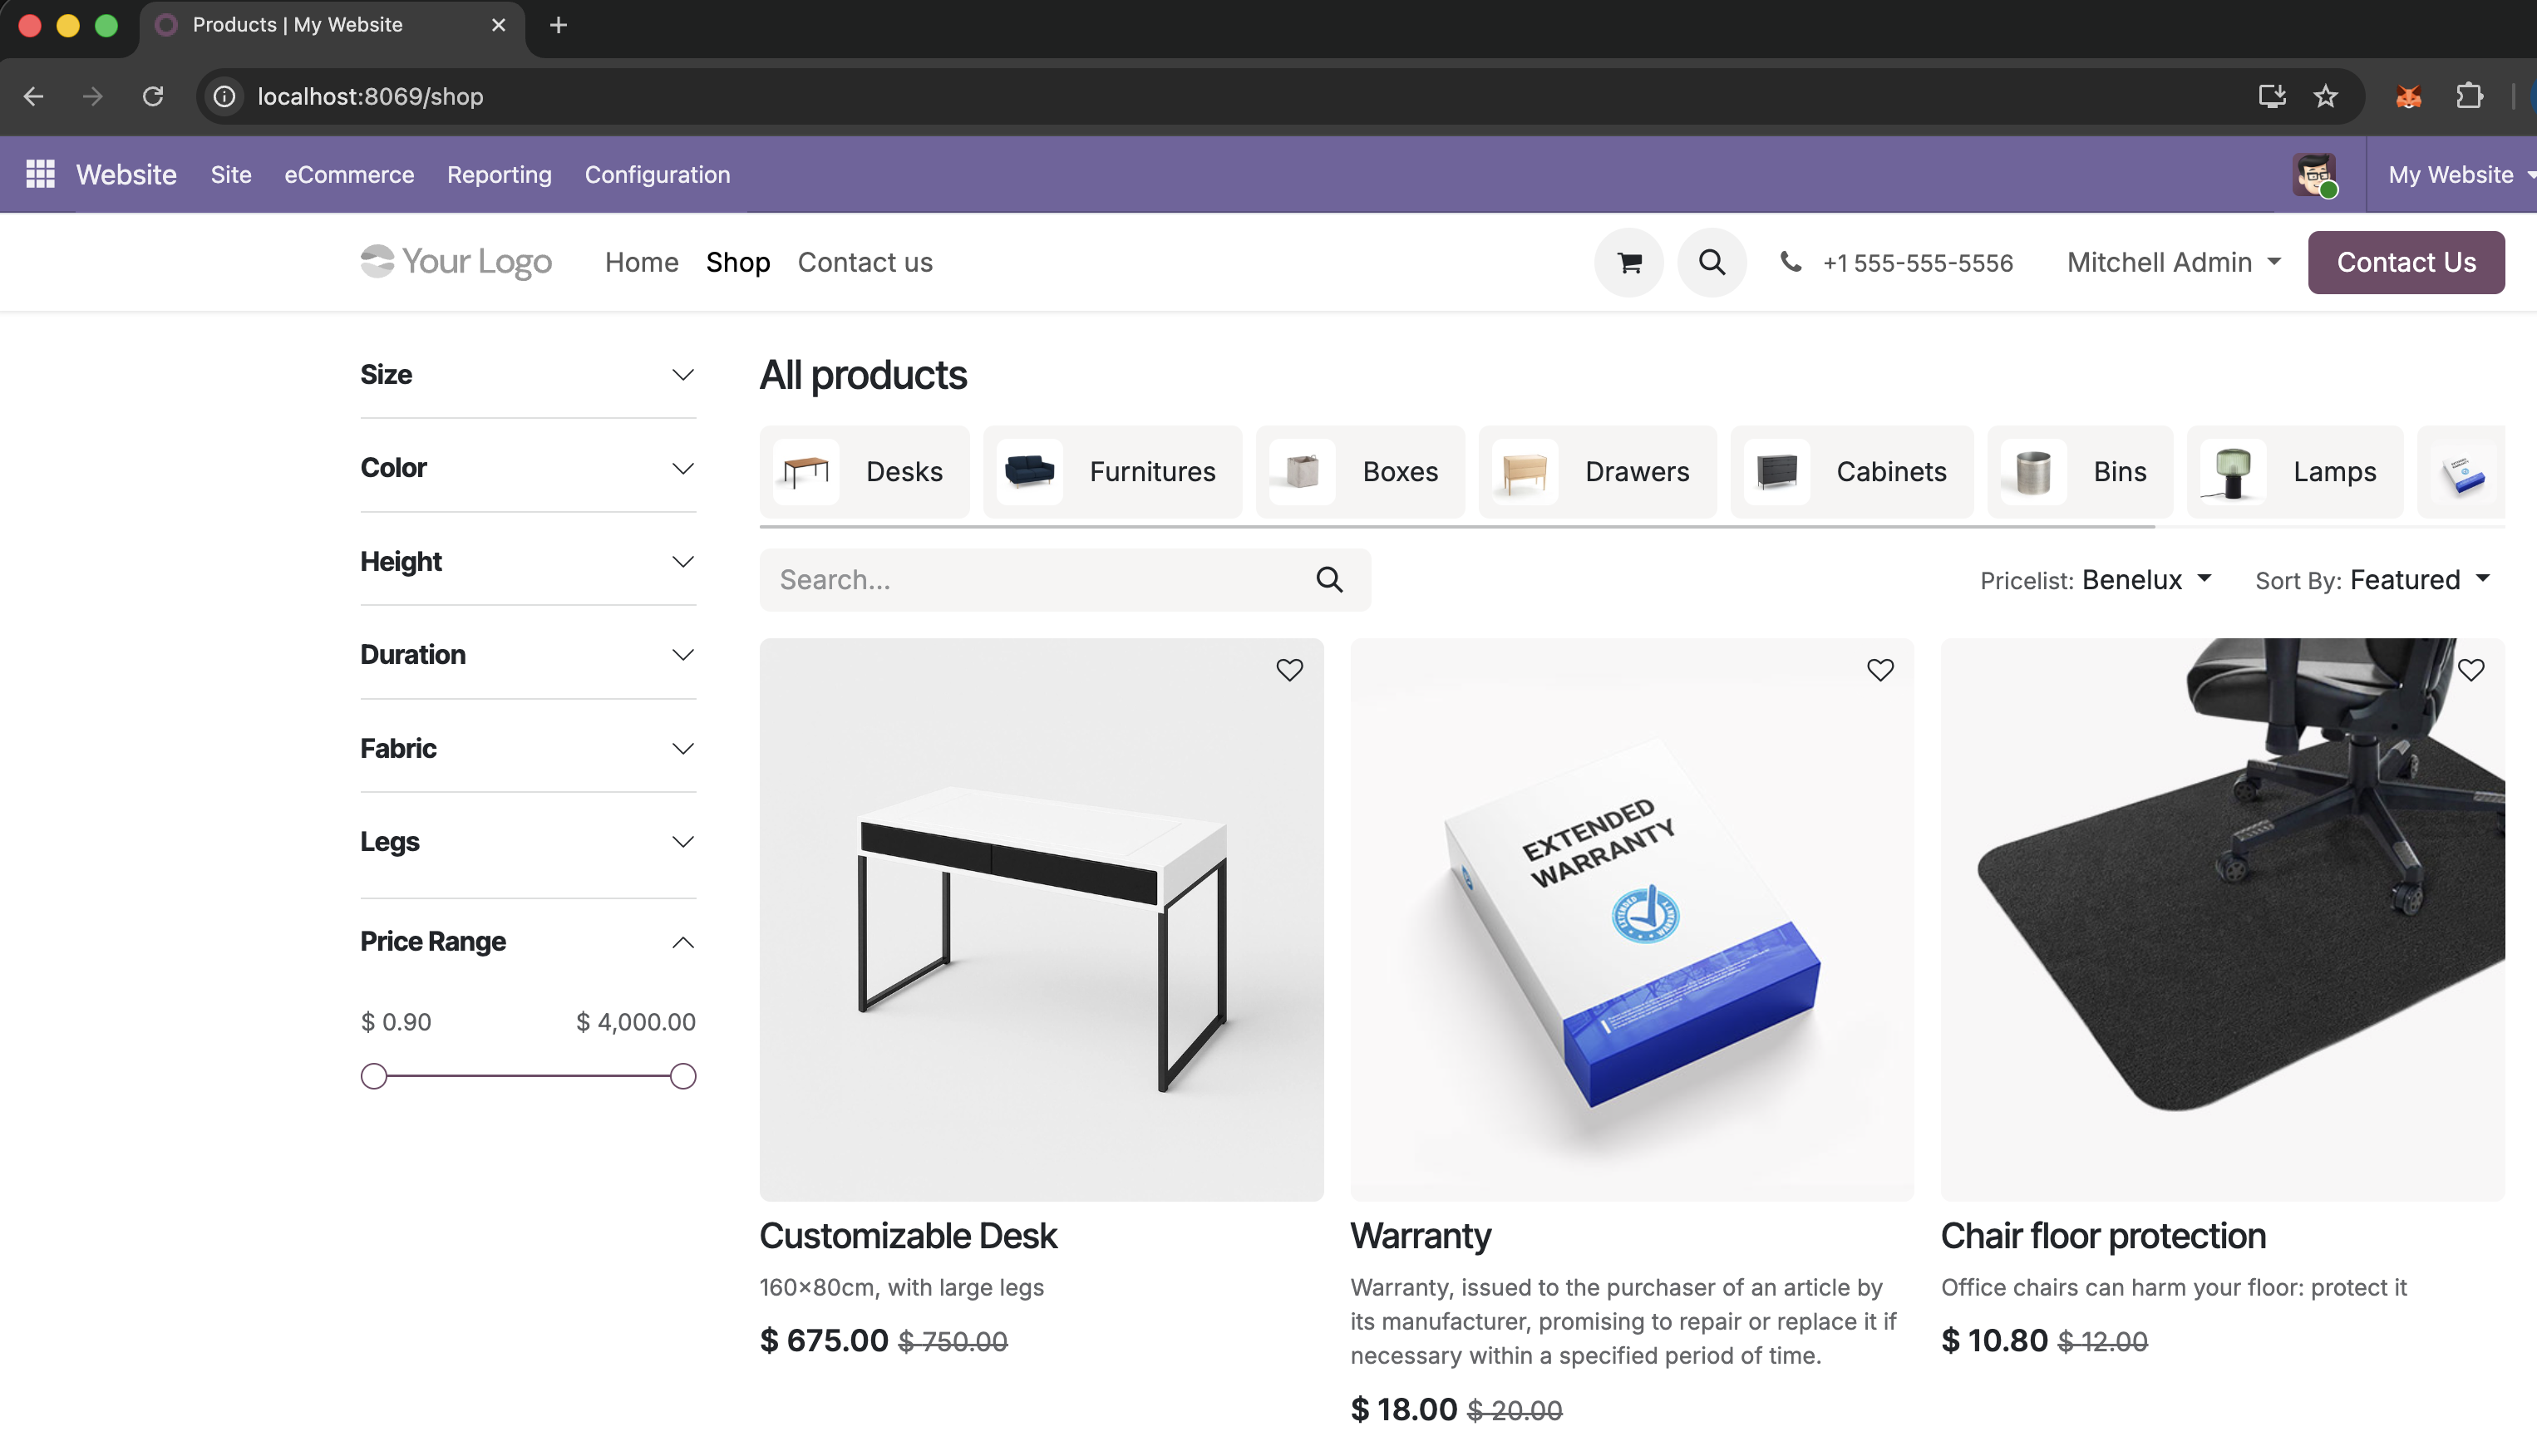 Products | My Website
localhost:8069/shop
Website Site eCommerce Reporting Configuration
My Website
Your Logo Home Shop Contact us
+1 555-555-5556 Mitchell Admin Contact Us
Size
Color
Height
Duration
Fabric
Legs
Price Range
$ 0.90 $ 4,000.00
All products
Desks Furnitures Boxes Drawers Cabinets Bins Lamps
Search...
Pricelist: Benelux Sort By: Featured
EXTENDED
WARRANTY
Customizable Desk
160x80cm, with large legs
$ 675.00 $ 750.00
Warranty
Warranty, issued to the purchaser of an article by
its manufacturer, promising to repair or replace it if
necessary within a specified period of time.
$ 18.00 $ 20.00
Chair floor protection
Office chairs can harm your floor: protect it
$ 10.80 $ 12.00